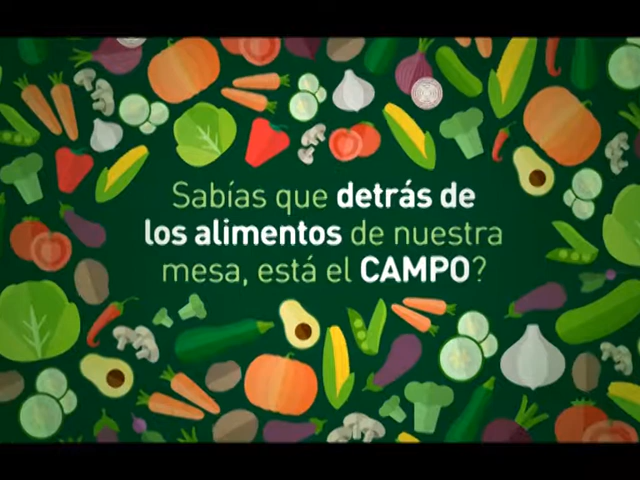 Sabías que detrás de
los alimentos de nuestra
mesa, está el CAMPO?